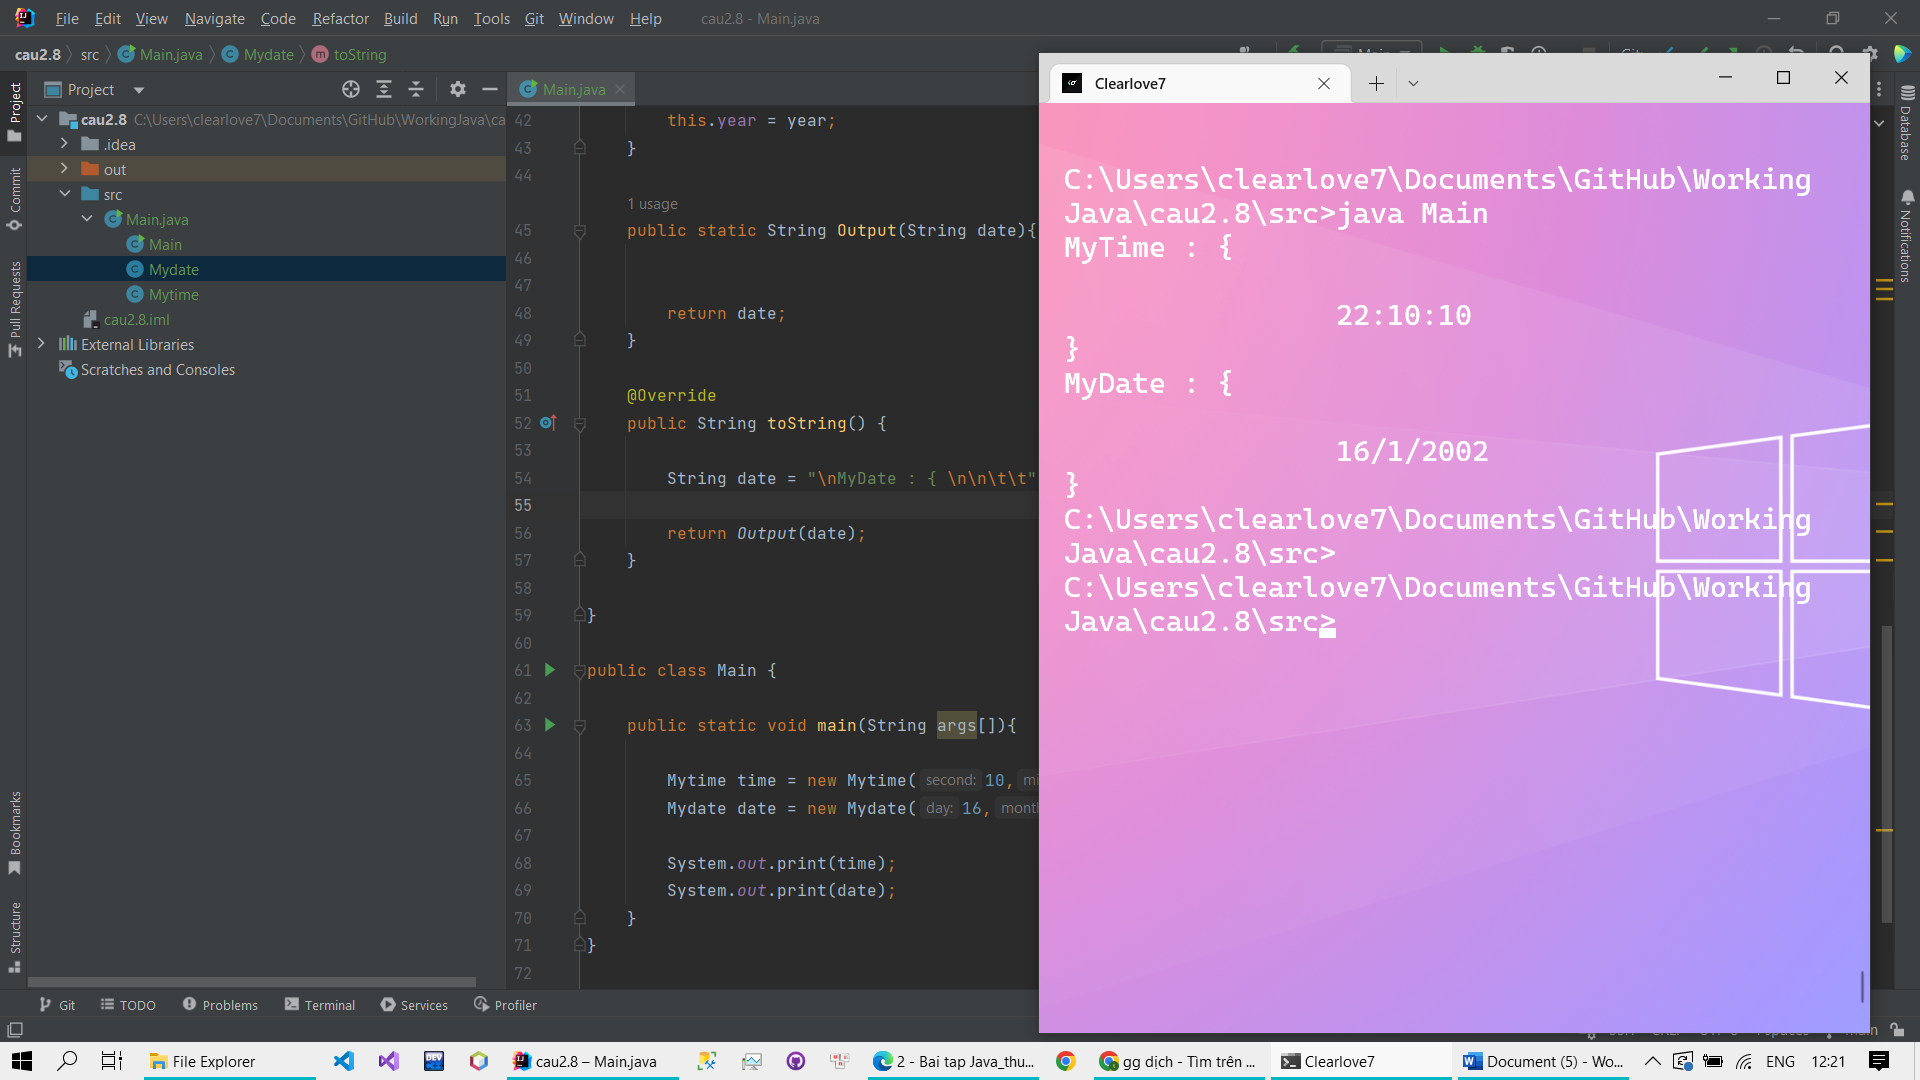 File Edit View Navigate Code Refactor Build Run Tools Git Window Help cau2.8 - Main.java
cau2.8 src Main.java Mydate toString
Project
Main.java
Project
Commit
Pull Requests
Bookmarks
Structure
cau2.8 C:\Users\clearlove7\Documents\GitHub\WorkingJava\ca
.idea
out
src
Main.java
Main
Mydate
Mytime
cau2.8.iml
External Libraries
Scratches and Consoles
42 this.year = year;
43 }
44
1 usage
45 public static String Output(String date){
46
47
48 return date;
49 }
50
51 @Override
52 public String toString() {
53
54 String date = "\nMyDate : { \n\n\t\t"
55
56 return Output(date);
57 }
58
59 }
60
61 public class Main {
62
63 public static void main(String args[]){
64
65 Mytime time = new Mytime( second: 10, mi
66 Mydate date = new Mydate( day: 16, month
67
68 System.out.print(time);
69 System.out.print(date);
70 }
71 }
72
Clearlove7
C:\Users\clearlove7\Documents\GitHub\Working
Java\cau2.8\src>java Main
MyTime : {
22:10:10
}
MyDate : {
16/1/2002
}
C:\Users\clearlove7\Documents\GitHub\Working
Java\cau2.8\src>
C:\Users\clearlove7\Documents\GitHub\Working
Java\cau2.8\src>
Database
Notifications
Git TODO Problems Terminal Services Profiler
File Explorer
DEV
cau2.8 – Main.java
2 - Bai tap Java_thu...
gg dịch - Tìm trên ...
Clearlove7
Document (5) - Wo...
ENG 12:21